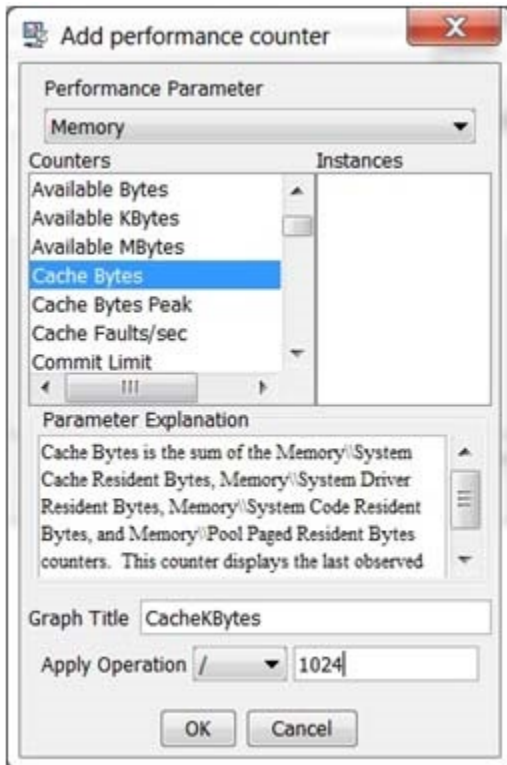 Add performance counter
Performance Parameter
Memory
Counters
Instances
Available Bytes
Available KBytes
Available MBytes
Cache Bytes
Cache Bytes Peak
Cache Faults/sec
Commit Limit
Parameter Explanation
Cache Bytes is the sum of the Memory\\System
Cache Resident Bytes, Memory\\System Driver
Resident Bytes, Memory\\System Code Resident
Bytes, and Memory\\Pool Paged Resident Bytes
counters. This counter displays the last observed
Graph Title CacheKBytes
Apply Operation / 1024
OK Cancel